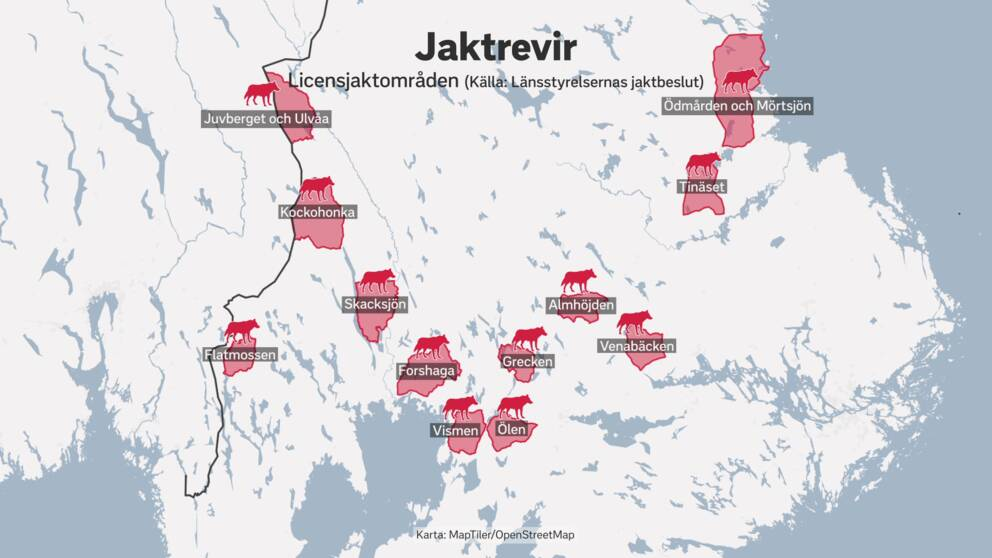 Jaktrevir
Licensjaktområden (Källa: Länsstyrelsernas jaktbeslut)
Ödmården och Mörtsjön
Juvberget och Ulvåa
Tinäset
Kockohonka
Skacksjön
Almhöjden
Venabäcken
Flatmossen
Grecken
Forshaga
Vismen
Ölen
Karta: MapTiler/OpenStreetMap